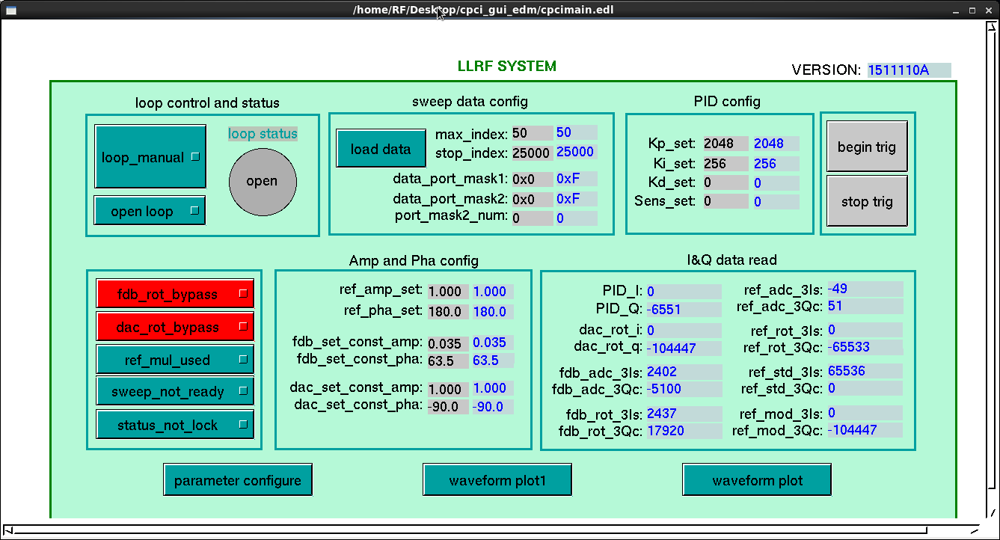 /home/RF/Desktop/cpci_gui_edm/cpcimain.edl
LLRF SYSTEM
VERSION: 1511110A
loop control and status
loop_manual
loop status
open
open loop
sweep data config
load data
max_index: 50 50
stop_index: 25000 25000
data_port_mask1: 0x0 0xF
data_port_mask2: 0x0 0xF
port_mask2_num: 0 0
PID config
Kp_set: 2048 2048
Ki_set: 256 256
Kd_set: 0 0
Sens_set: 0 0
begin trig
stop trig
fdb_rot_bypass
dac_rot_bypass
ref_mul_used
sweep_not_ready
status_not_lock
Amp and Pha config
ref_amp_set: 1.000 1.000
ref_pha_set: 180.0 180.0
fdb_set_const_amp: 0.035 0.035
fdb_set_const_pha: 63.5 63.5
dac_set_const_amp: 1.000 1.000
dac_set_const_pha: -90.0 -90.0
I&Q data read
PID_I: 0
PID_Q: -6551
dac_rot_i: 0
dac_rot_q: -104447
fdb_adc_3Is: 2402
fdb_adc_3Qc: -5100
fdb_rot_3Is: 2437
fdb_rot_3Qc: 17920
ref_adc_3Is: -49
ref_adc_3Qc: 51
ref_rot_3Is: 0
ref_rot_3Qc: -65533
ref_std_3Is: 65536
ref_std_3Qc: 0
ref_mod_3Is: 0
ref_mod_3Qc: -104447
parameter configure
waveform plot1
waveform plot